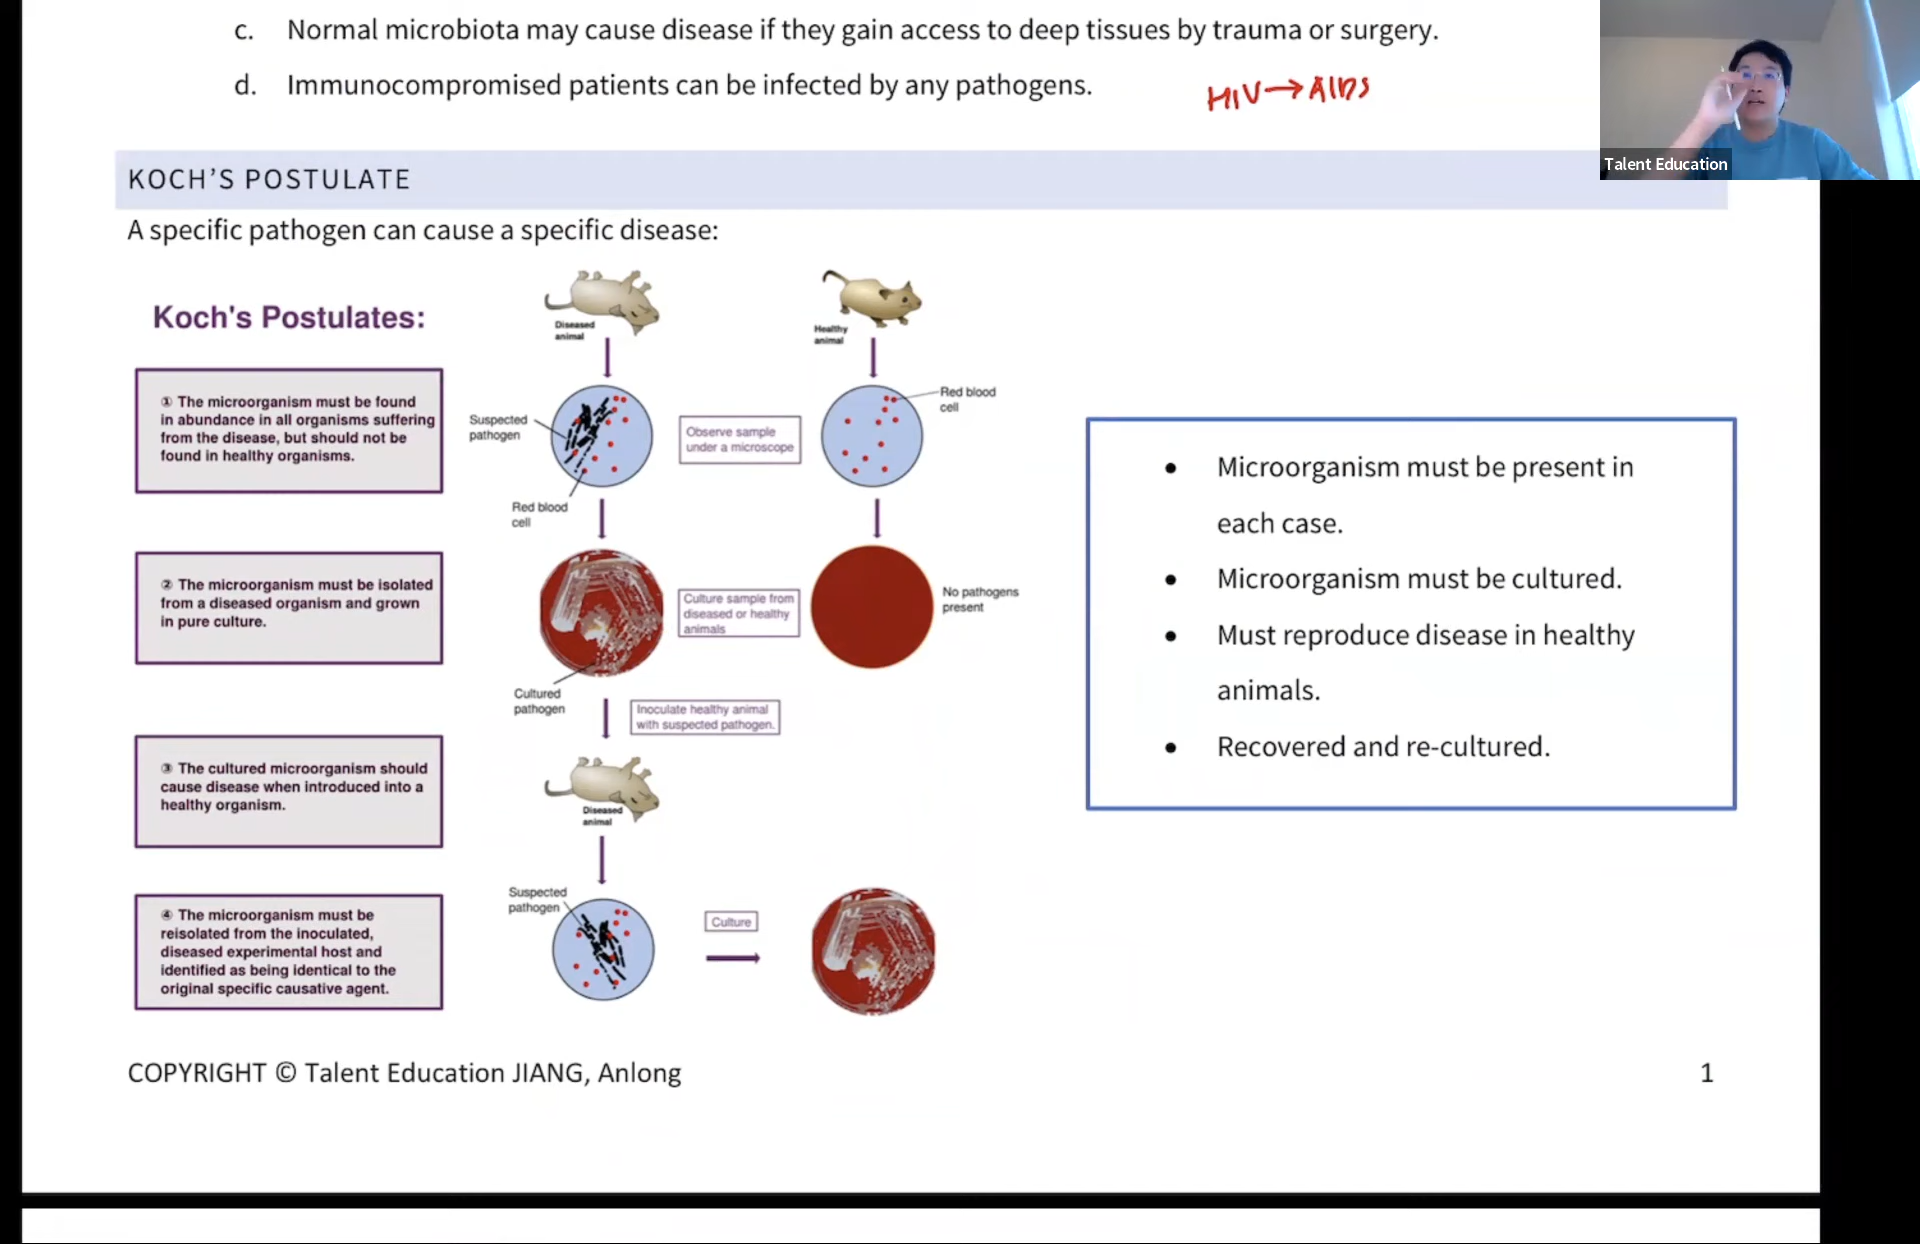 c. Normal microbiota may cause disease if they gain access to deep tissues by trauma or surgery.
d. Immunocompromised patients can be infected by any pathogens.
HIV → AIDS
Talent Education
KOCH’S POSTULATE
A specific pathogen can cause a specific disease:
Koch's Postulates:
Diseased
animal
Healthy
animal
① The microorganism must be found
in abundance in all organisms suffering
from the disease, but should not be
found in healthy organisms.
Suspected
pathogen
Red blood
cell
Observe sample
under a microscope
Red blood
cell
② The microorganism must be isolated
from a diseased organism and grown
in pure culture.
Culture sample from
diseased or healthy
animals
No pathogens
present
Cultured
pathogen
Inoculate healthy animal
with suspected pathogen.
③ The cultured microorganism should
cause disease when introduced into a
healthy organism.
Diseased
animal
④ The microorganism must be
reisolated from the inoculated,
diseased experimental host and
identified as being identical to the
original specific causative agent.
Suspected
pathogen
Culture
• Microorganism must be present in
each case.
• Microorganism must be cultured.
• Must reproduce disease in healthy
animals.
• Recovered and re-cultured.
COPYRIGHT © Talent Education JIANG, Anlong
1